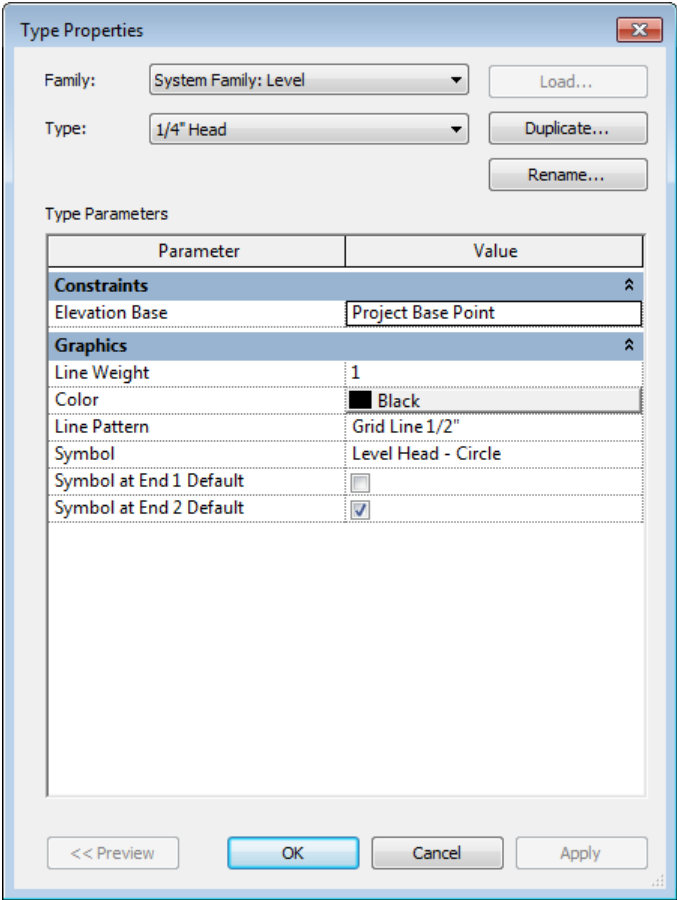 Type Properties
Family: System Family: Level Load...
Type: 1/4" Head Duplicate...
Rename...
Type Parameters
Parameter Value
Constraints
Elevation Base Project Base Point
Graphics
Line Weight 1
Color Black
Line Pattern Grid Line 1/2"
Symbol Level Head - Circle
Symbol at End 1 Default
Symbol at End 2 Default
<< Preview OK Cancel Apply